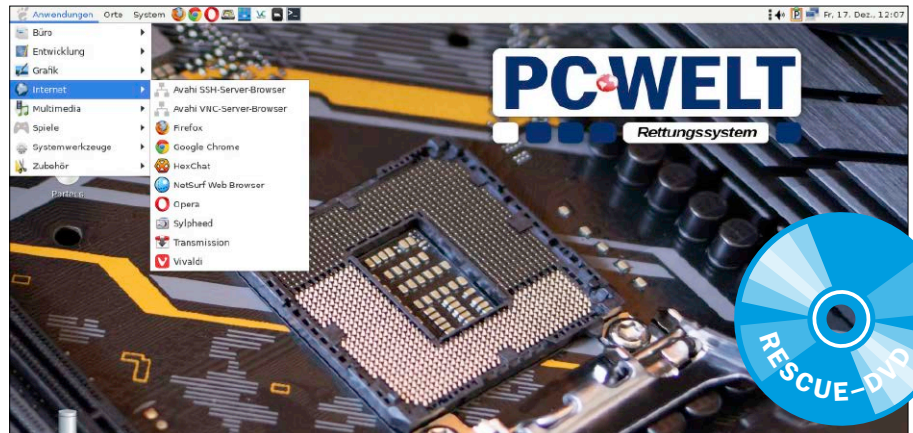 Anwendungen Orte System Fr, 17. Dez., 12:07
Büro
Entwicklung
Grafik
Internet
Multimedia
Spiele
Systemwerkzeuge
Zubehör
Avahi SSH-Server-Browser
Avahi VNC-Server-Browser
Firefox
Google Chrome
HexChat
NetSurf Web Browser
Opera
Sylpheed
Transmission
Vivaldi
PC WELT
Rettungssystem
RESCUE-DVD